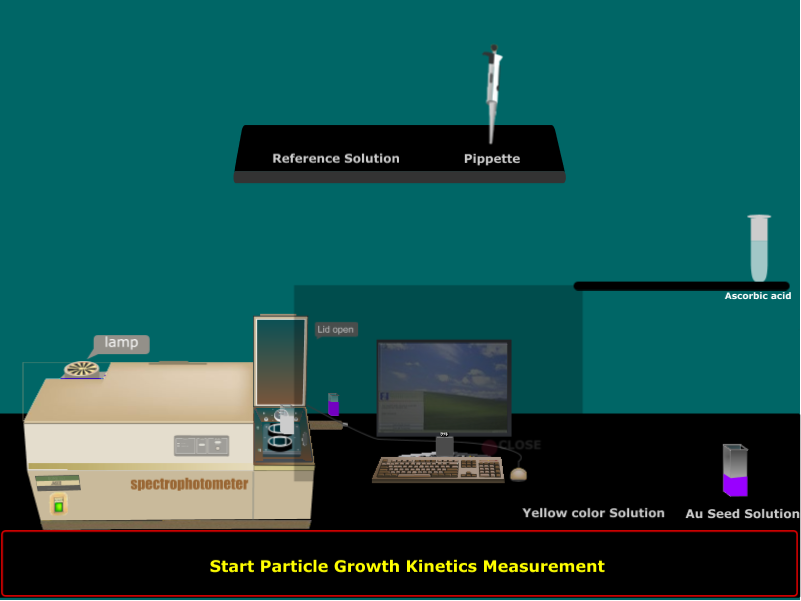 Reference Solution
Pippette
Ascorbic acid
Lid open
lamp
CLOSE
spectrophotometer
Yellow color Solution
Au Seed Solution
Start Particle Growth Kinetics Measurement